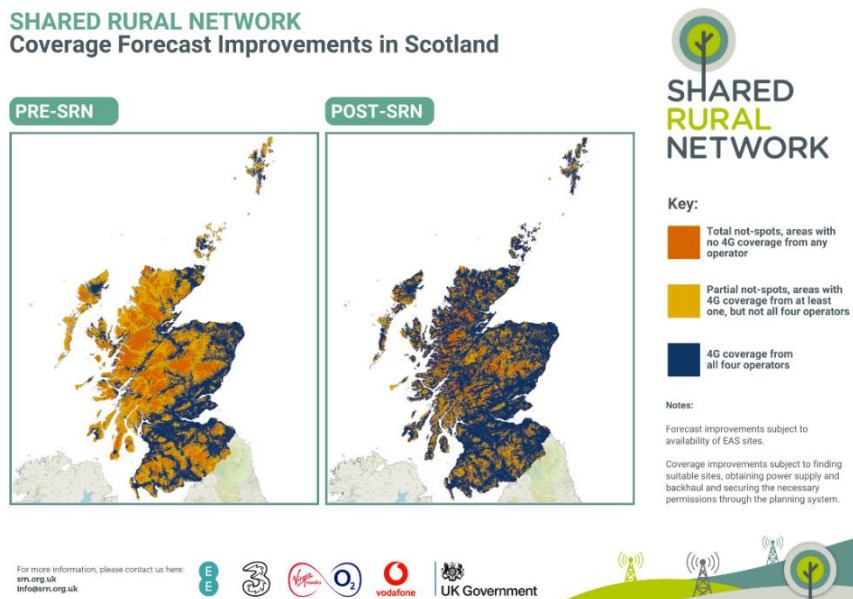 SHARED RURAL NETWORK
Coverage Forecast Improvements in Scotland
PRE-SRN
POST-SRN
SHARED
RURAL
NETWORK
Key:
Total not-spots, areas with
no 4G coverage from any
operator
Partial not-spots, areas with
4G coverage from at least
one, but not all four operators
4G coverage from
all four operators
Notes:
Forecast improvements subject to
availability of EAS sites.
Coverage improvements subject to finding
suitable sites, obtaining power supply and
backhaul and securing the necessary
permissions through the planning system.
For more information, please contact us here:
srn.org.uk
info@srn.org.uk
E
E
3
Virgin
media
O2
vodafone
UK Government